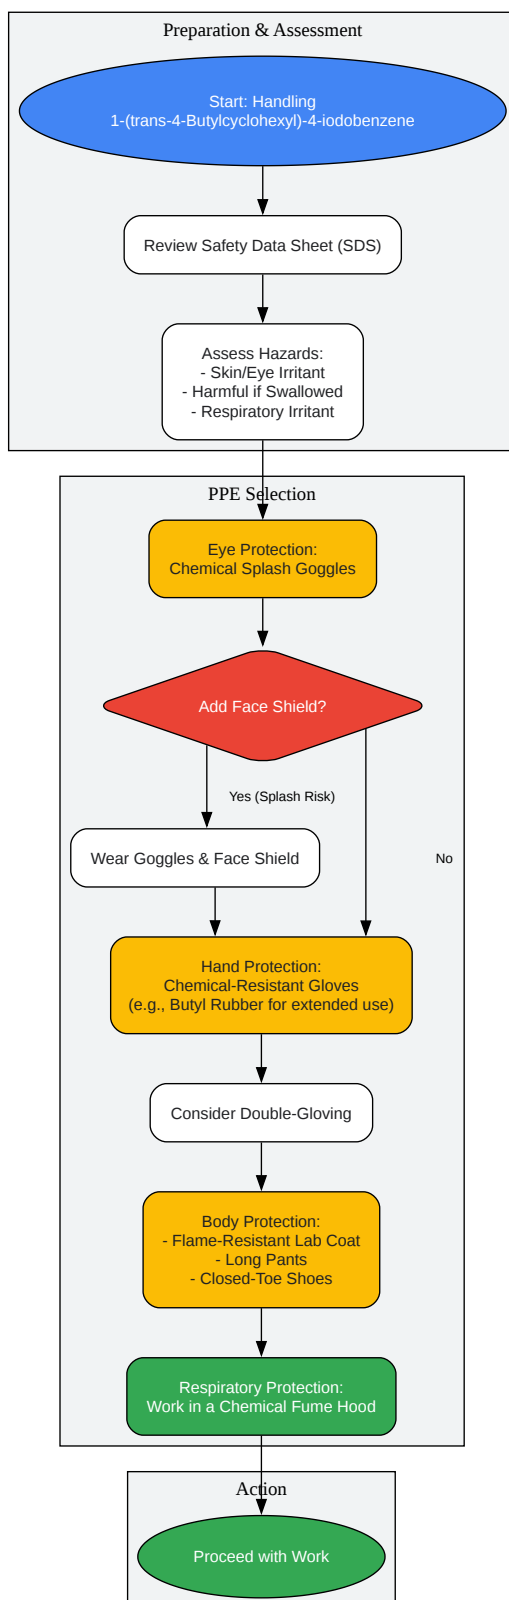 Preparation & Assessment
Start: Handling
1-(trans-4-Butylcyclohexyl)-4-iodobenzene
Review Safety Data Sheet (SDS)
Assess Hazards:
- Skin/Eye Irritant
- Harmful if Swallowed
- Respiratory Irritant
PPE Selection
Eye Protection:
Chemical Splash Goggles
Add Face Shield?
Yes (Splash Risk)
Wear Goggles & Face Shield
No
Hand Protection:
Chemical-Resistant Gloves
(e.g., Butyl Rubber for extended use)
Consider Double-Gloving
Body Protection:
- Flame-Resistant Lab Coat
- Long Pants
- Closed-Toe Shoes
Respiratory Protection:
Work in a Chemical Fume Hood
Action
Proceed with Work